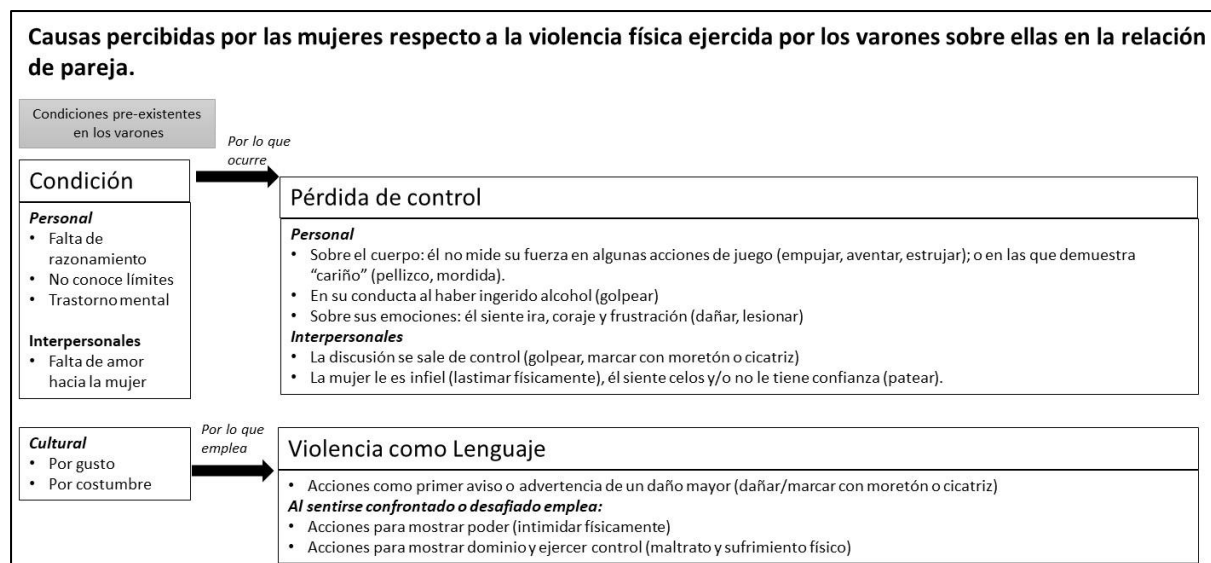 Causas percibidas por las mujeres respecto a la violencia física ejercida por los varones sobre ellas en la relación
de pareja.
Condiciones pre-existentes
en los varones
Por lo que
ocurre
Condición
Personal
• Falta de
razonamiento
• No conoce límites
• Trastorno mental
Interpersonales
• Falta de amor
hacia la mujer
Pérdida de control
Personal
• Sobre el cuerpo: él no mide su fuerza en algunas acciones de juego (empujar, aventar, estrujar); o en las que demuestra
“cariño” (pellizco, mordida).
• En su conducta al haber ingerido alcohol (golpear)
• Sobre sus emociones: él siente ira, coraje y frustración (dañar, lesionar)
Interpersonales
• La discusión se sale de control (golpear, marcar con moretón o cicatriz)
• La mujer le es infiel (lastimar físicamente), él siente celos y/o no le tiene confianza (patear).
Cultural
• Por gusto
• Por costumbre
Por lo que
emplea
Violencia como Lenguaje
• Acciones como primer aviso o advertencia de un daño mayor (dañar/marcar con moretón o cicatriz)
Al sentirse confrontado o desafiado emplea:
• Acciones para mostrar poder (intimidar físicamente)
• Acciones para mostrar dominio y ejercer control (maltrato y sufrimiento físico)